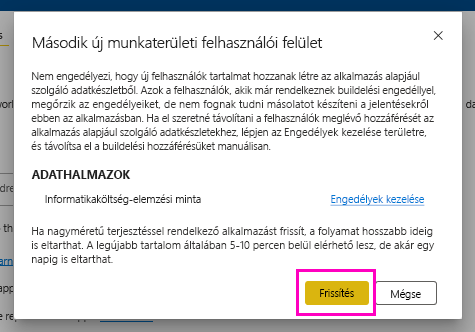 Második új munkaterületi felhasználói felület
Nem engedélyezi, hogy új felhasználók tartalmat hozzanak létre az alkalmazás alapjául
szolgáló adatkészletből. Azok a felhasználók, akik már rendelkeznek buildelési engedéllyel,
megőrzik az engedélyeiket, de nem fognak tudni másolatot készíteni a jelentésekről
ebben az alkalmazásban. Ha el szeretné távolítani a felhasználók meglévő hozzáférését az
alkalmazás alapjául szolgáló adatkészletekhez, lépjen az Engedélyek kezelése területre,
és távolítsa el a buildelési hozzáférésüket manuálisan.
ADATHALMAZOK
Informatikaköltség-elemzési minta Engedélyek kezelése
Ha nagyméretű terjesztéssel rendelkező alkalmazást frissít, a folyamat hosszabb ideig
is eltarthat. A legújabb tartalom általában 5-10 percen belül elérhető lesz, de akár egy
napig is eltarthat.
Frissítés Mégse